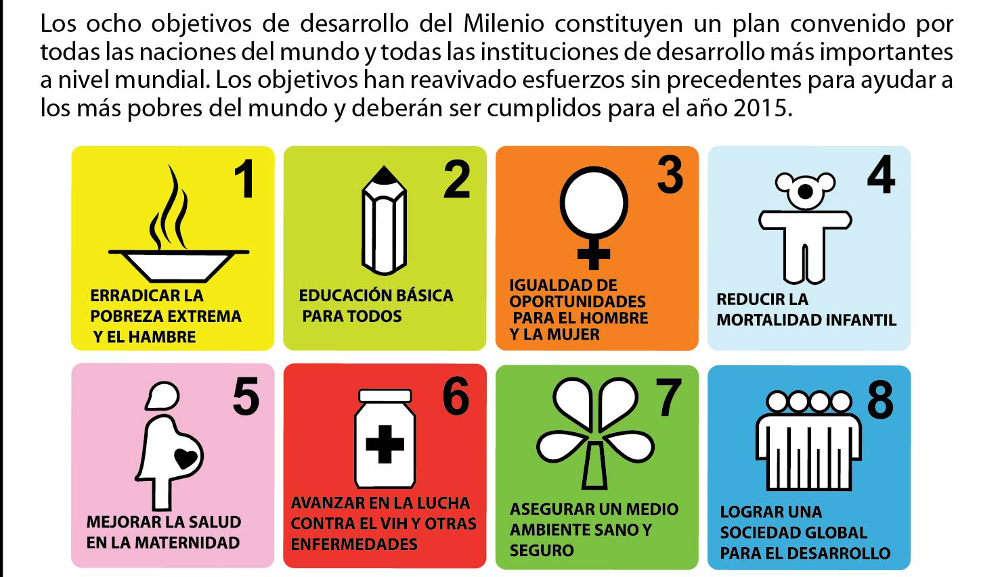 Los ocho objetivos de desarrollo del Milenio constituyen un plan convenido por
todas las naciones del mundo y todas las instituciones de desarrollo más importantes
a nivel mundial. Los objetivos han reavivado esfuerzos sin precedentes para ayudar a
los más pobres del mundo y deberán ser cumplidos para el año 2015.
1
ERRADICAR LA
POBREZA EXTREMA
Y EL HAMBRE
2
EDUCACIÓN BÁSICA
PARA TODOS
3
IGUALDAD DE
OPORTUNIDADES
PARA EL HOMBRE
Y LA MUJER
4
REDUCIR LA
MORTALIDAD INFANTIL
5
MEJORAR LA SALUD
EN LA MATERNIDAD
6
AVANZAR EN LA LUCHA
CONTRA EL VIH Y OTRAS
ENFERMEDADES
7
ASEGURAR UN MEDIO
AMBIENTE SANO Y
SEGURO
8
LOGRAR UNA
SOCIEDAD GLOBAL
PARA EL DESARROLLO